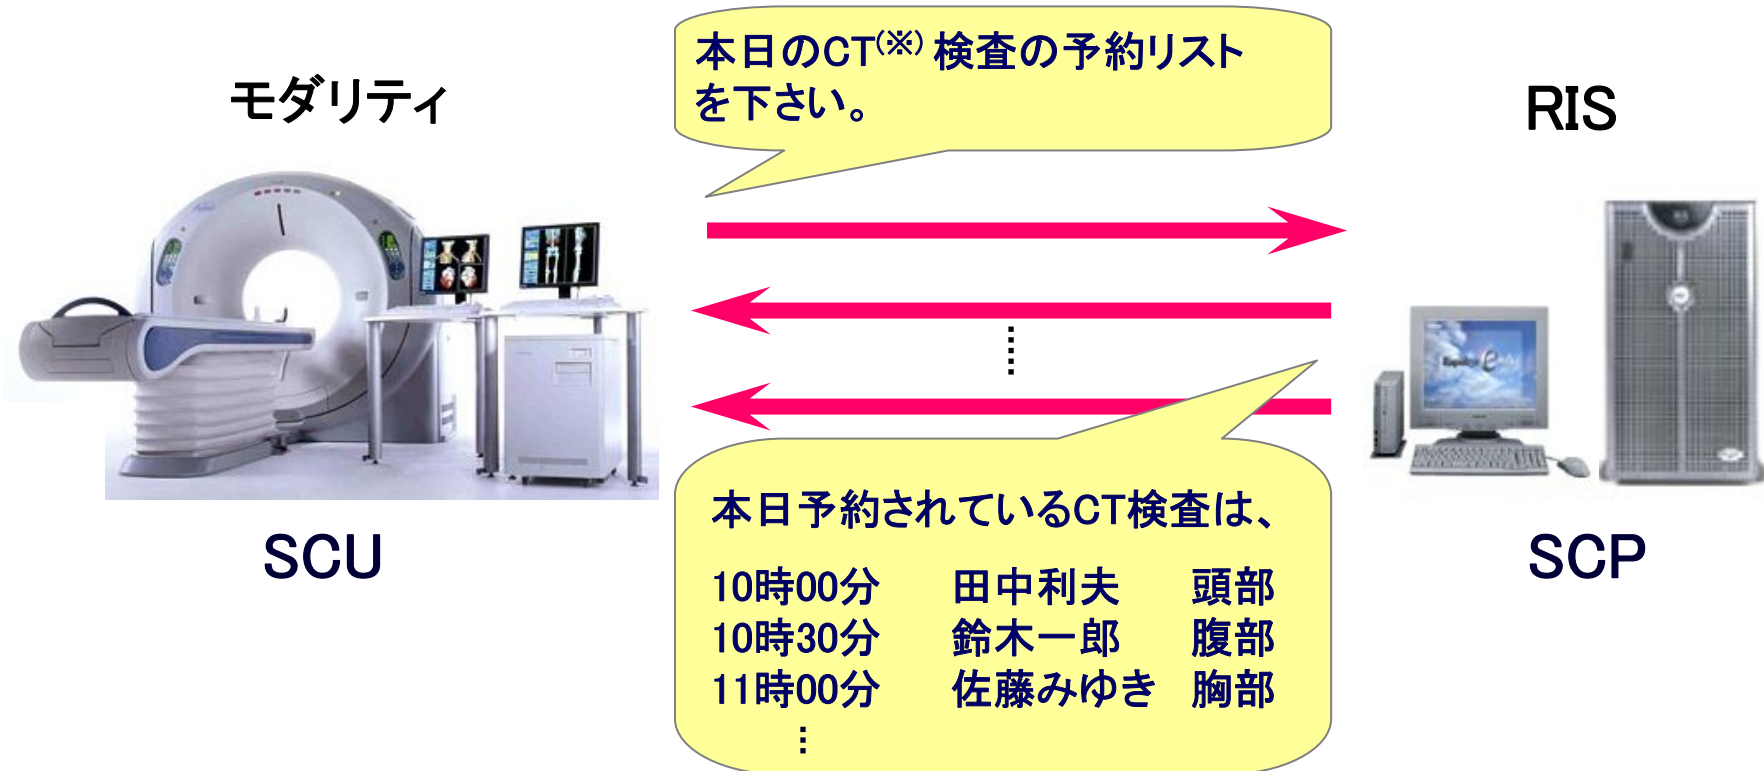 本日のCT(※)検査の予約リスト
を下さい。
モダリティ
RIS
本日予約されているCT検査は、
10時00分 田中利夫 頭部
10時30分 鈴木一郎 腹部
11時00分 佐藤みゆき 胸部
⋮
SCU
SCP